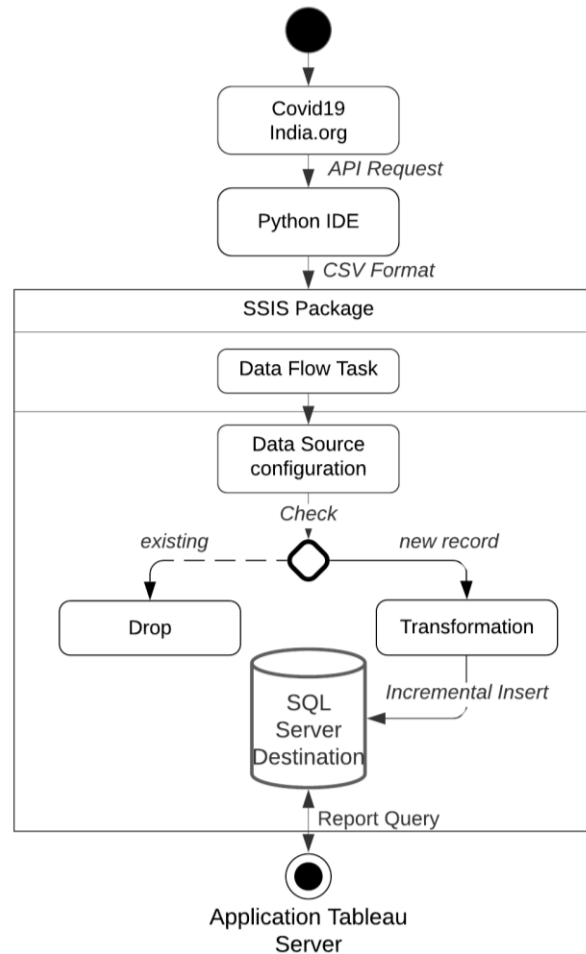 Covid19
India.org
API Request
Python IDE
CSV Format
SSIS Package
Data Flow Task
Data Source
configuration
Check
existing
new record
Drop
Transformation
Incremental Insert
SQL
Server
Destination
Report Query
Application Tableau
Server